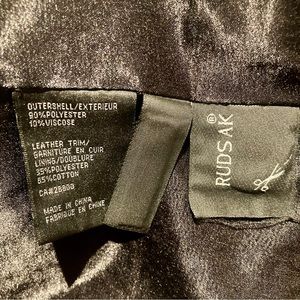 OUTERSHELL/EXTERIEUR
90%POLYESTER
10%VISCOSE
LEATHER TRIM/
GARNITURE EN CUIR
LINING/DOUBLURE
35%POLYESTER
65%COTTON
CA#28808
MADE IN CHINA
FABRIQUE EN CHINE
RUDSAK®